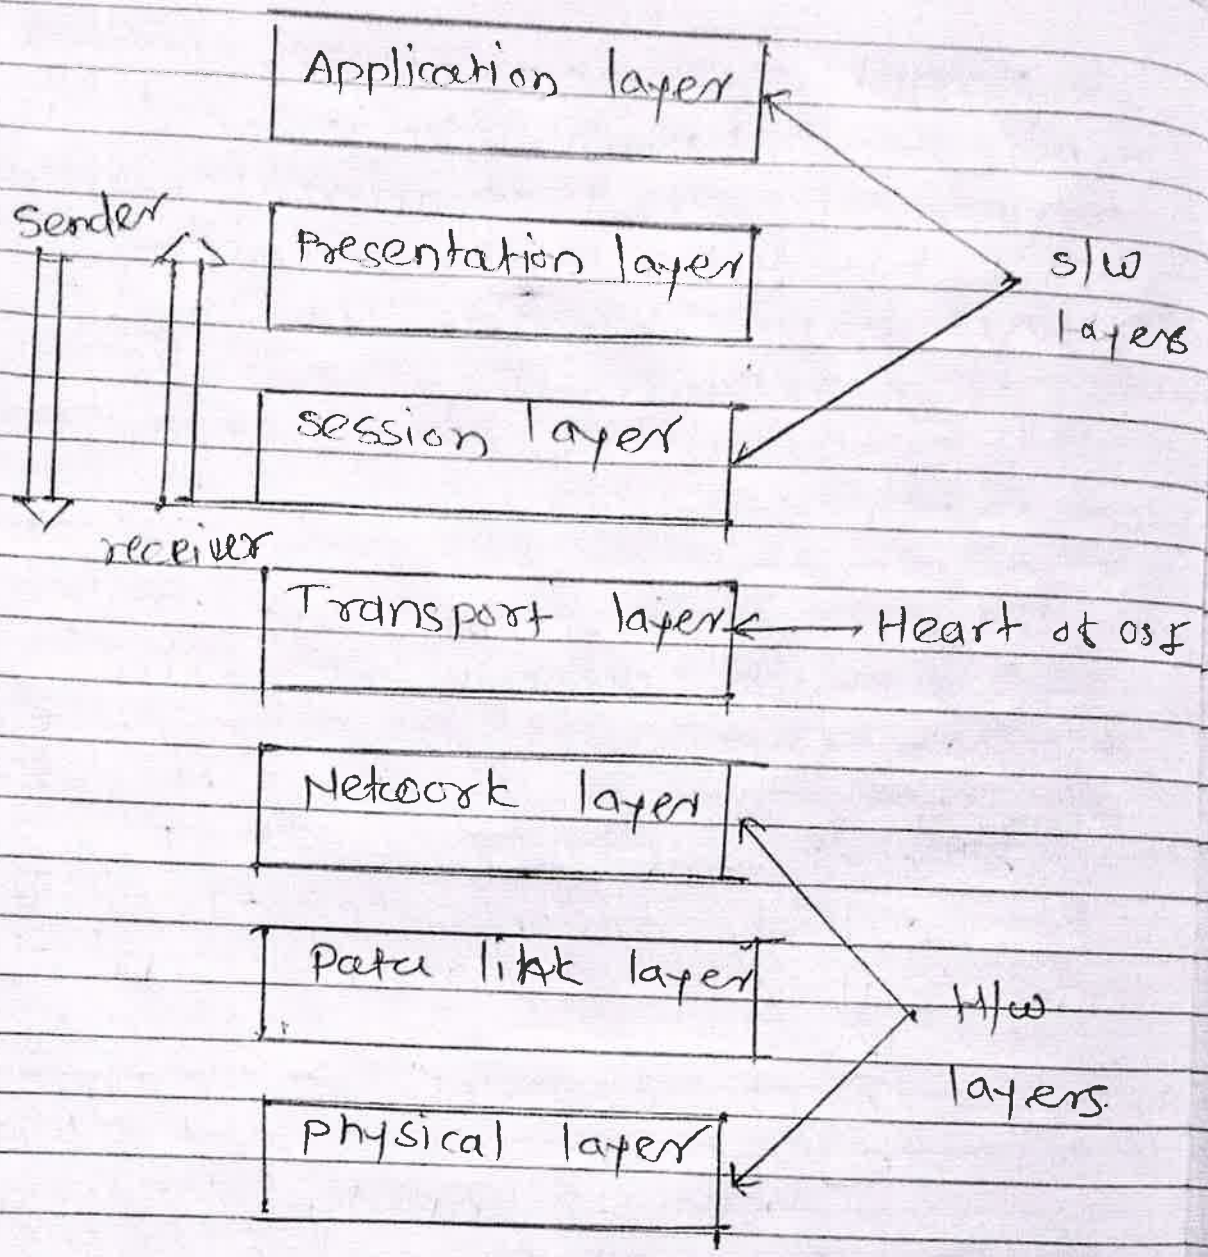 Application layer
Sender
Presentation layer
s/w
layers
session layer
receiver
Transport layer
Heart of OSI
Network layer
Data link layer
H/w
layers.
physical layer